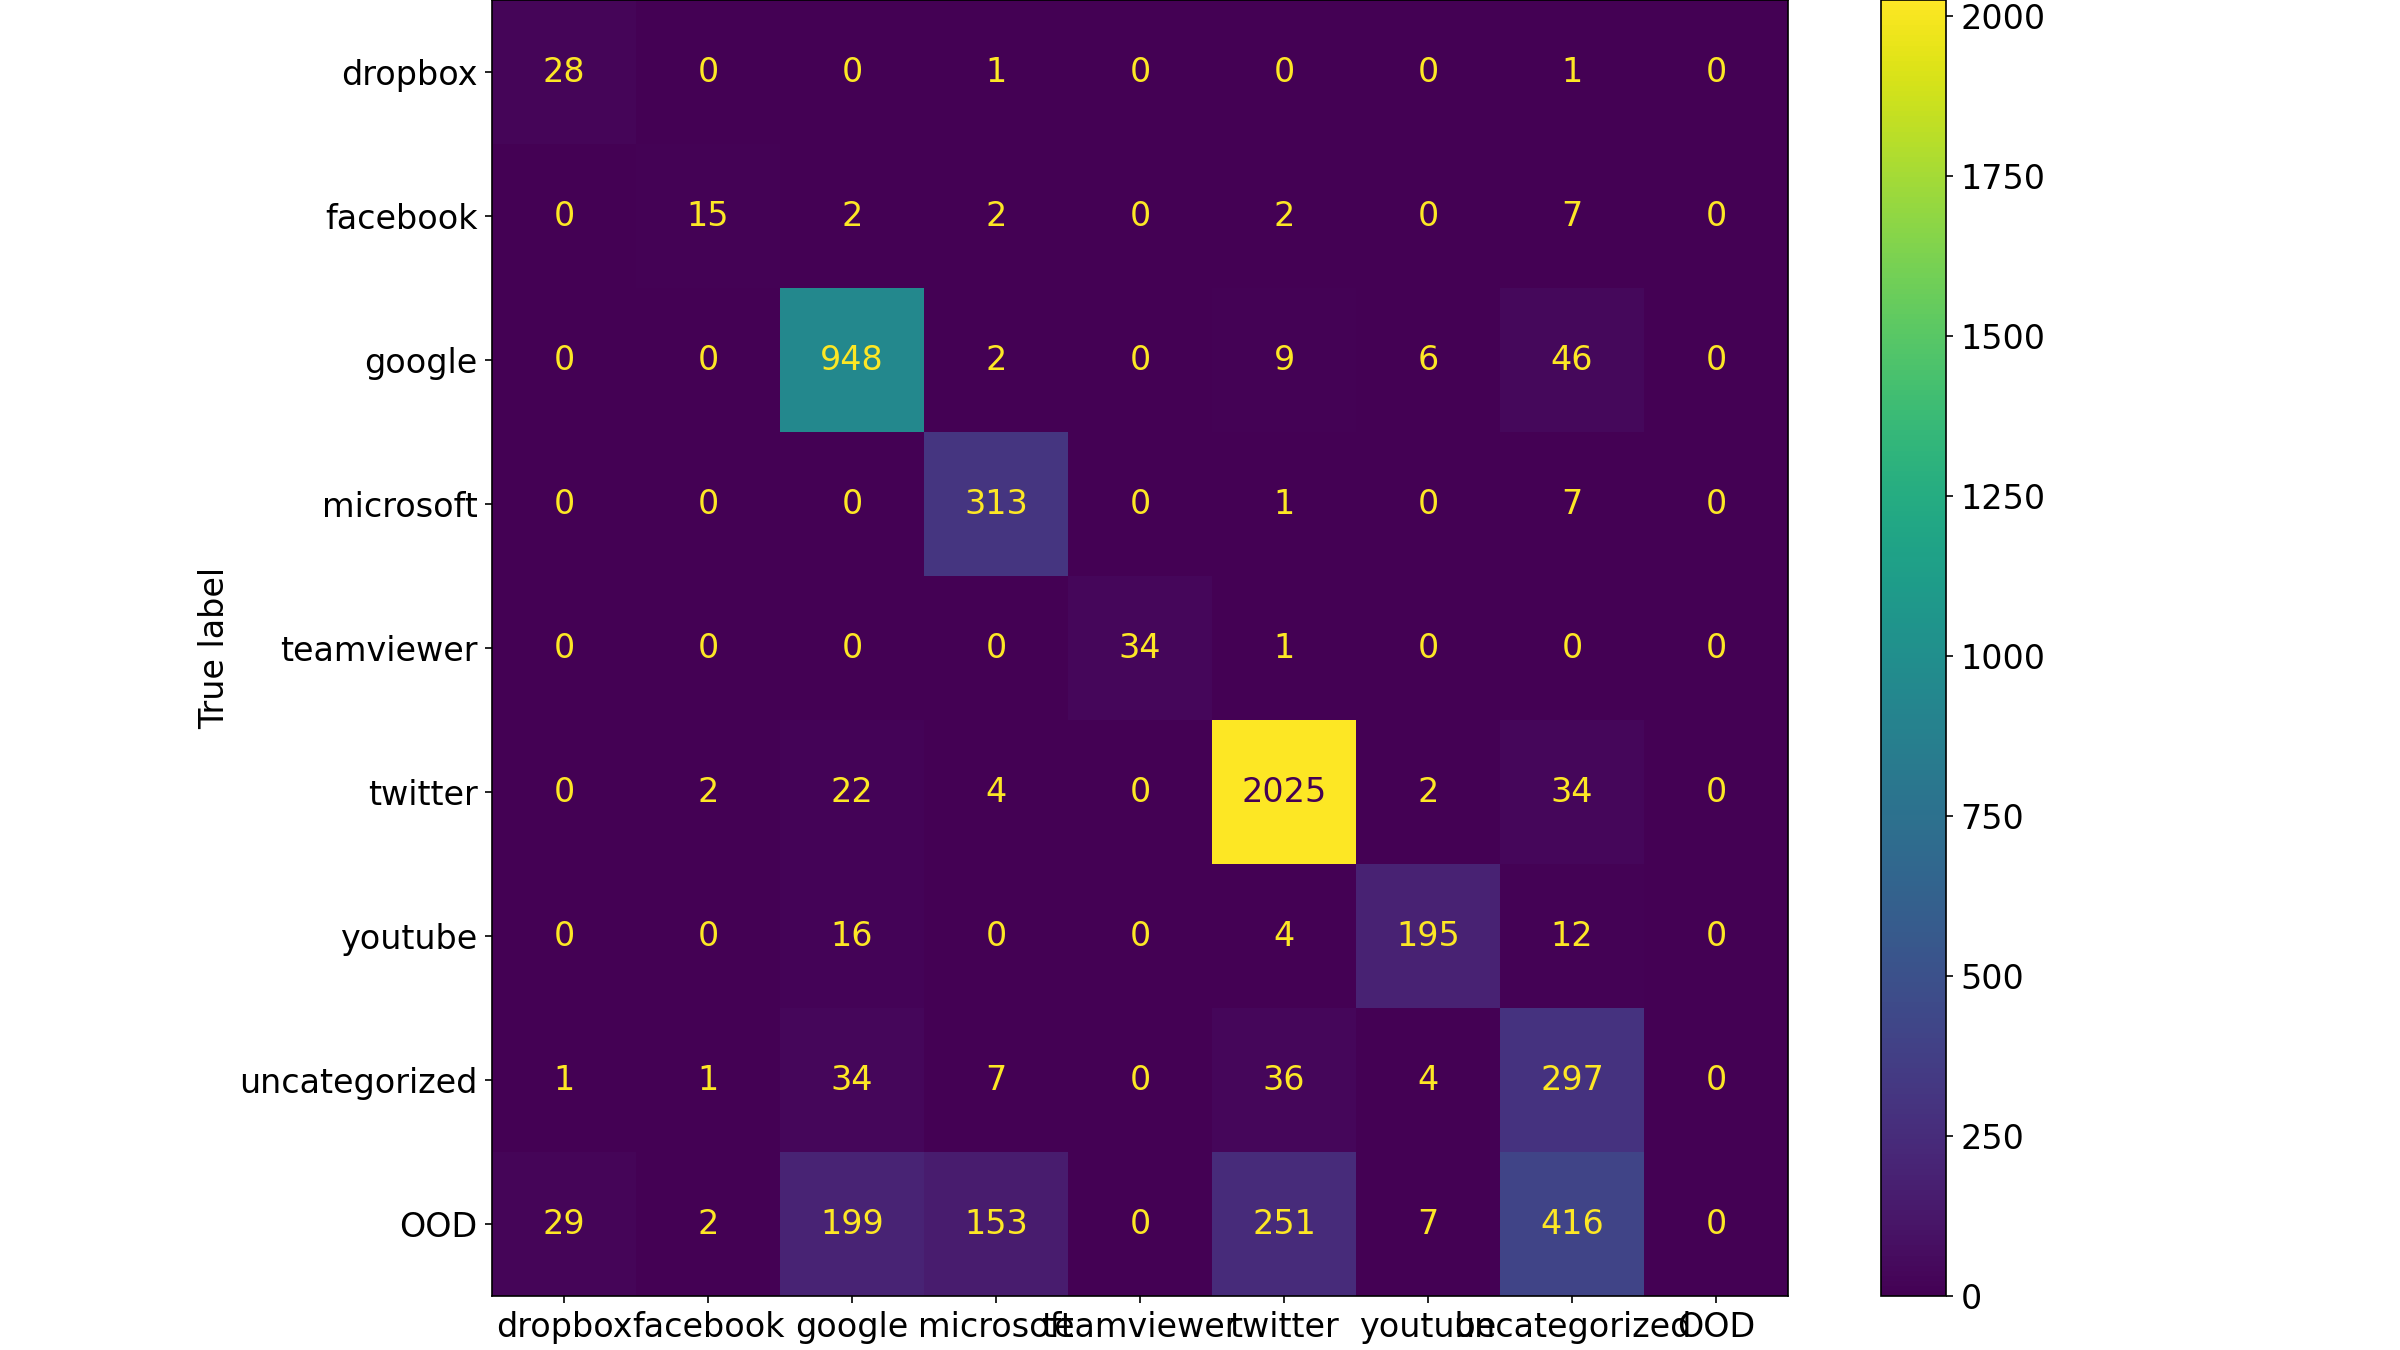 dropbox 28 0 0 1 0 0 0 1 0
facebook 0 15 2 2 0 2 0 7 0
google 0 0 948 2 0 9 6 46 0
microsoft 0 0 0 313 0 1 0 7 0
teamviewer 0 0 0 0 34 1 0 0 0
twitter 0 2 22 4 0 2025 2 34 0
youtube 0 0 16 0 0 4 195 12 0
uncategorized 1 1 34 7 0 36 4 297 0
OOD 29 2 199 153 0 251 7 416 0
dropbox facebook google microsoft teamviewer twitter youtube uncategorized OOD
True label
2000
1750
1500
1250
1000
750
500
250
0